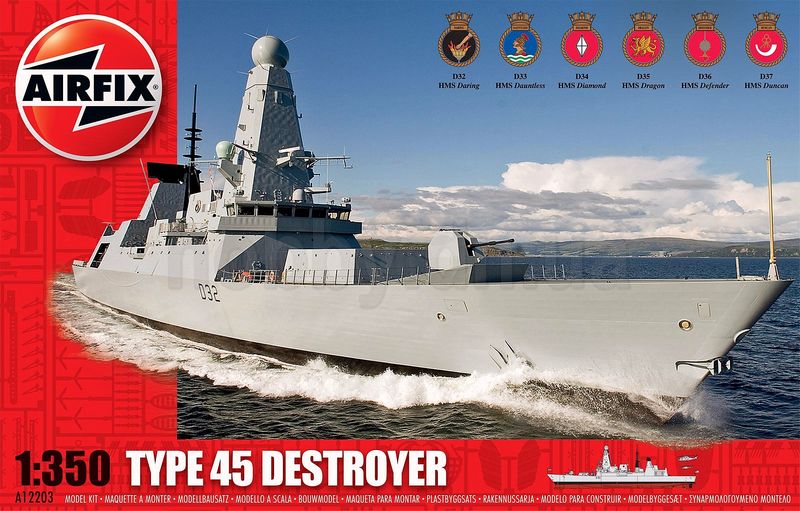 AIRFIX
D32
HMS Daring
D33
HMS Dauntless
D34
HMS Diamond
D35
HMS Dragon
D36
HMS Defender
D37
HMS Duncan
D32
1:350 TYPE 45 DESTROYER
A12203
MODEL KIT • MAQUETTE A MONTER • MODELLBAUSATZ • MODELLO A SCALA • BOUWMODEL • MAQUETA PARA MONTAR • PLASTBYGGSATS • RAKENNUSSARJA • MODELO PARA CONSTRUIR • MODELBYGGESÆT • ΣΥΝΑΡΜΟΛΟΓΟΥΜΕΝΟ ΜΟΝΤΕΛΟ